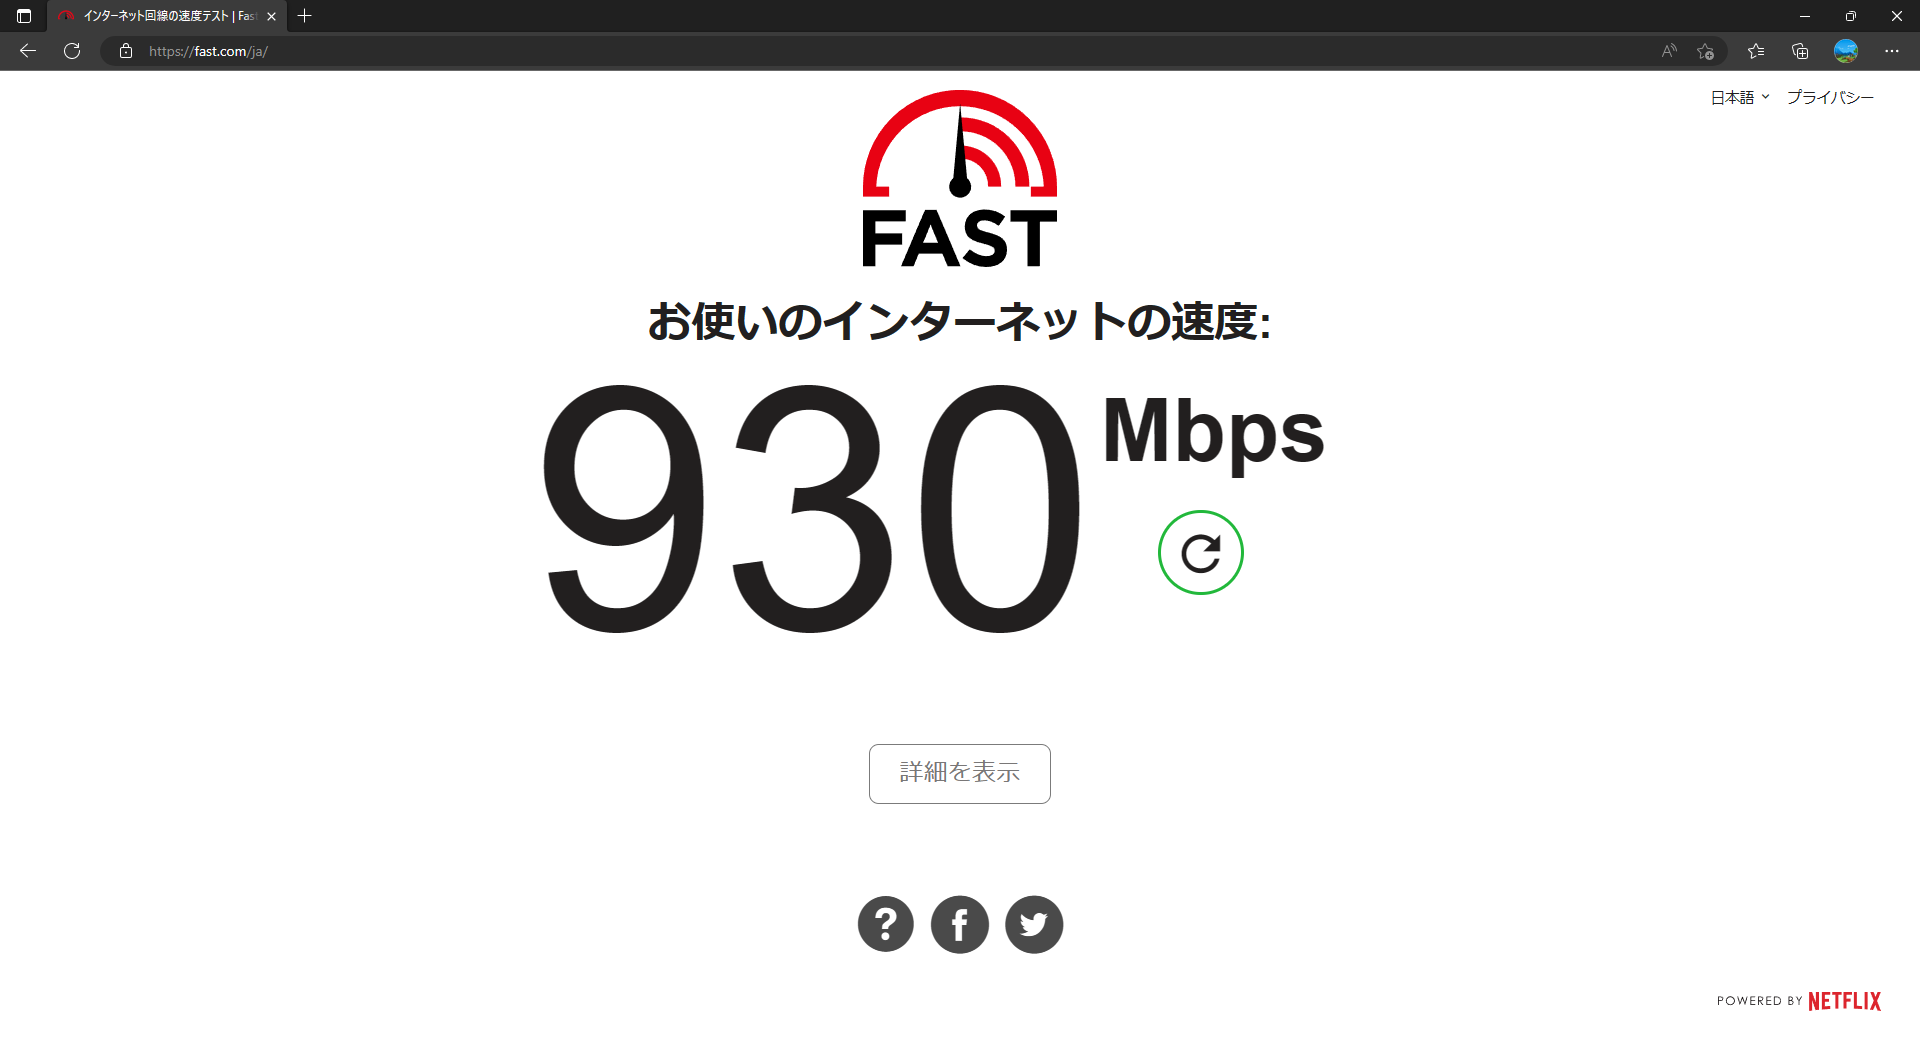 インターネット回線の速度テスト | Fast
https://fast.com/ja/
日本語 プライバシー
FAST
お使いのインターネットの速度:
930 Mbps
詳細を表示
POWERED BY NETFLIX